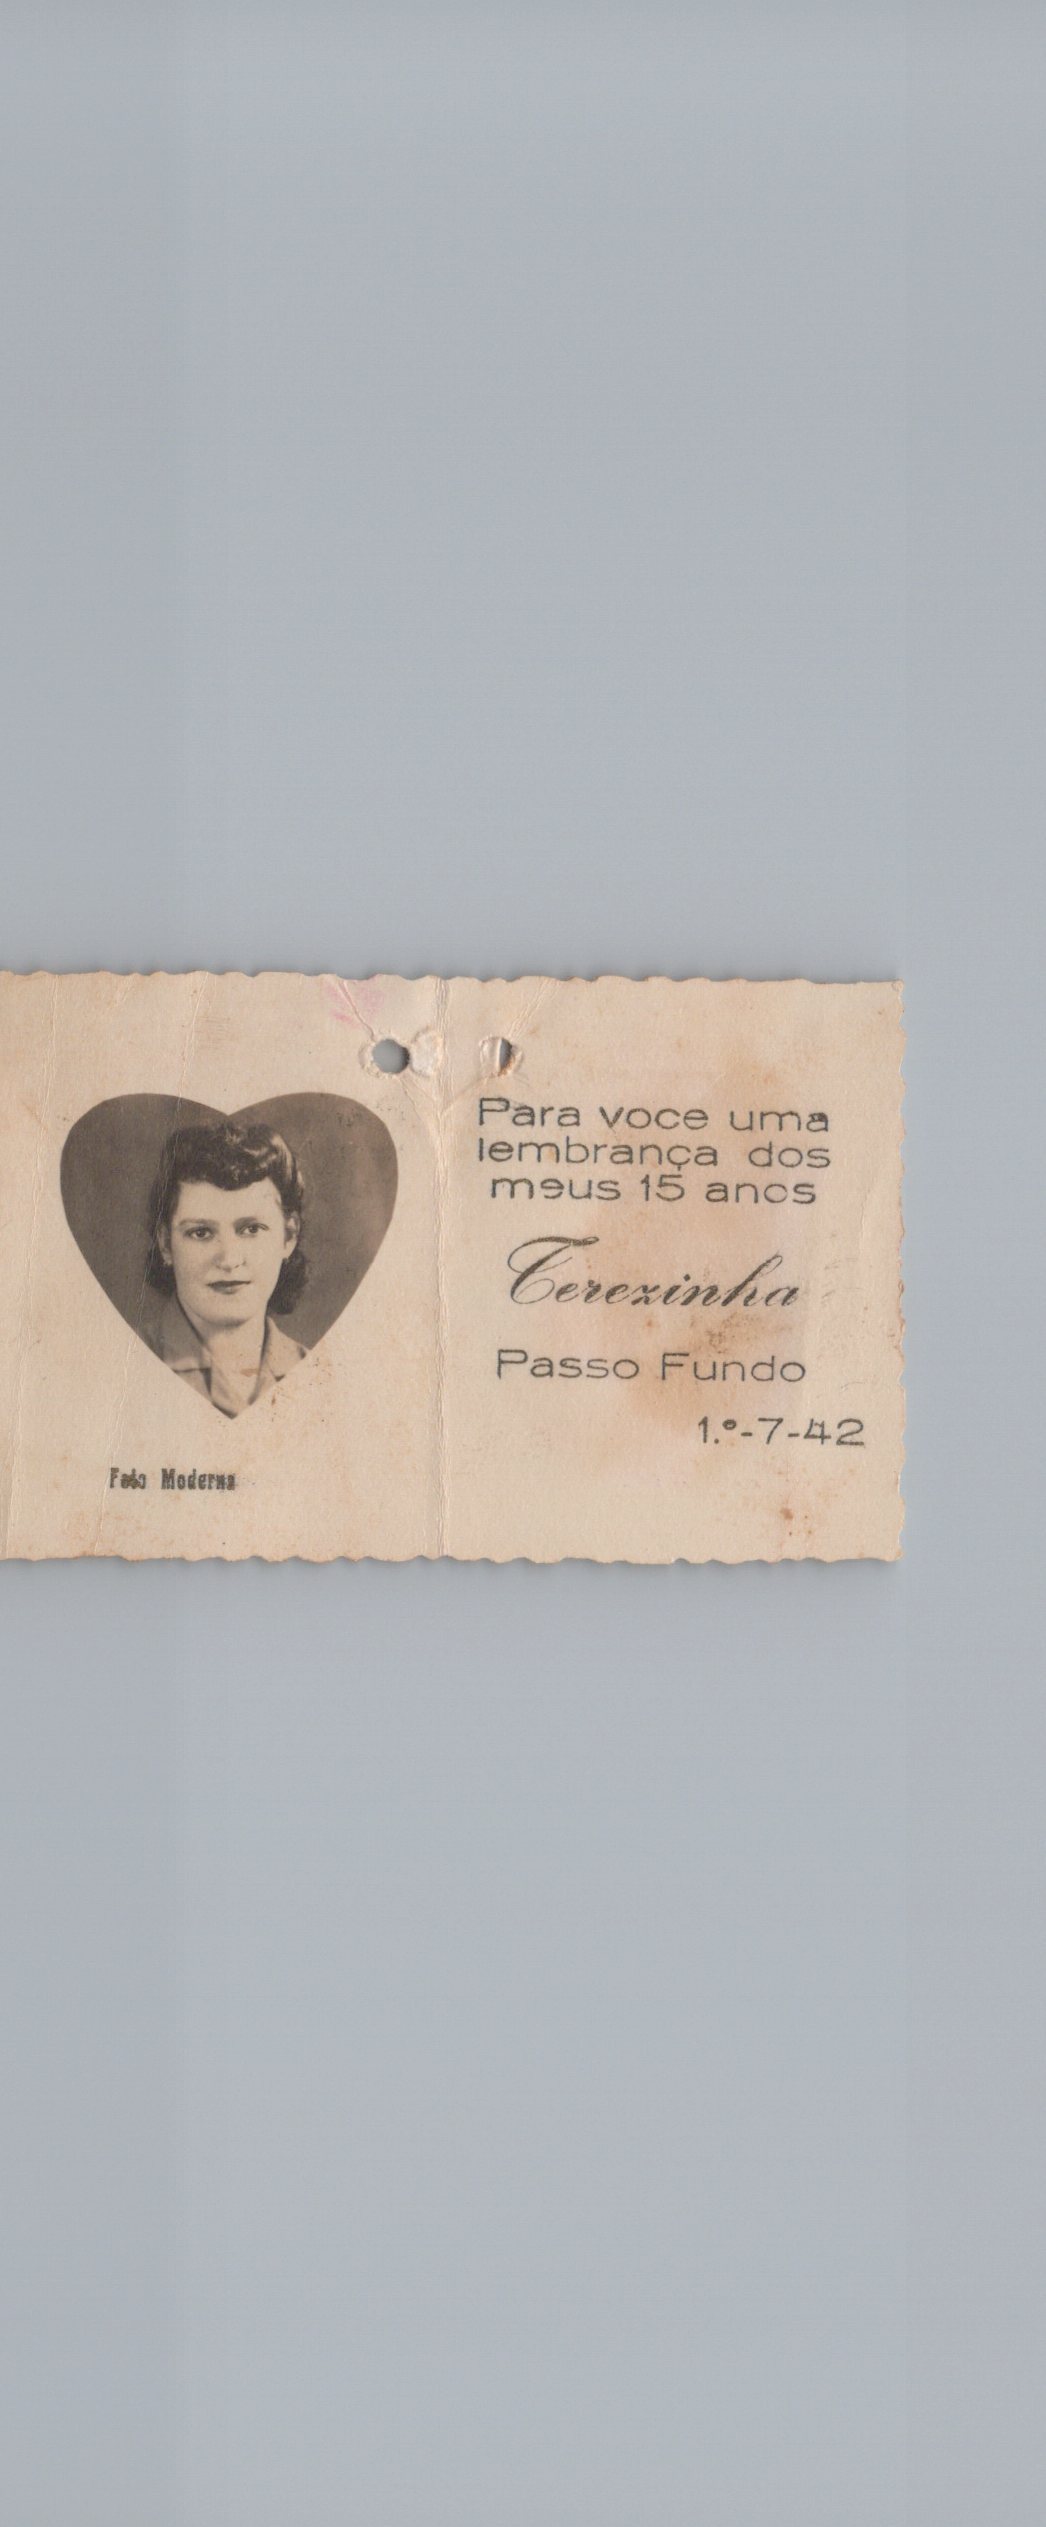 Para voce uma
lembrança dos
meus 15 anos
Terezinha
Passo Fundo
1.º-7-42
Foto Moderna